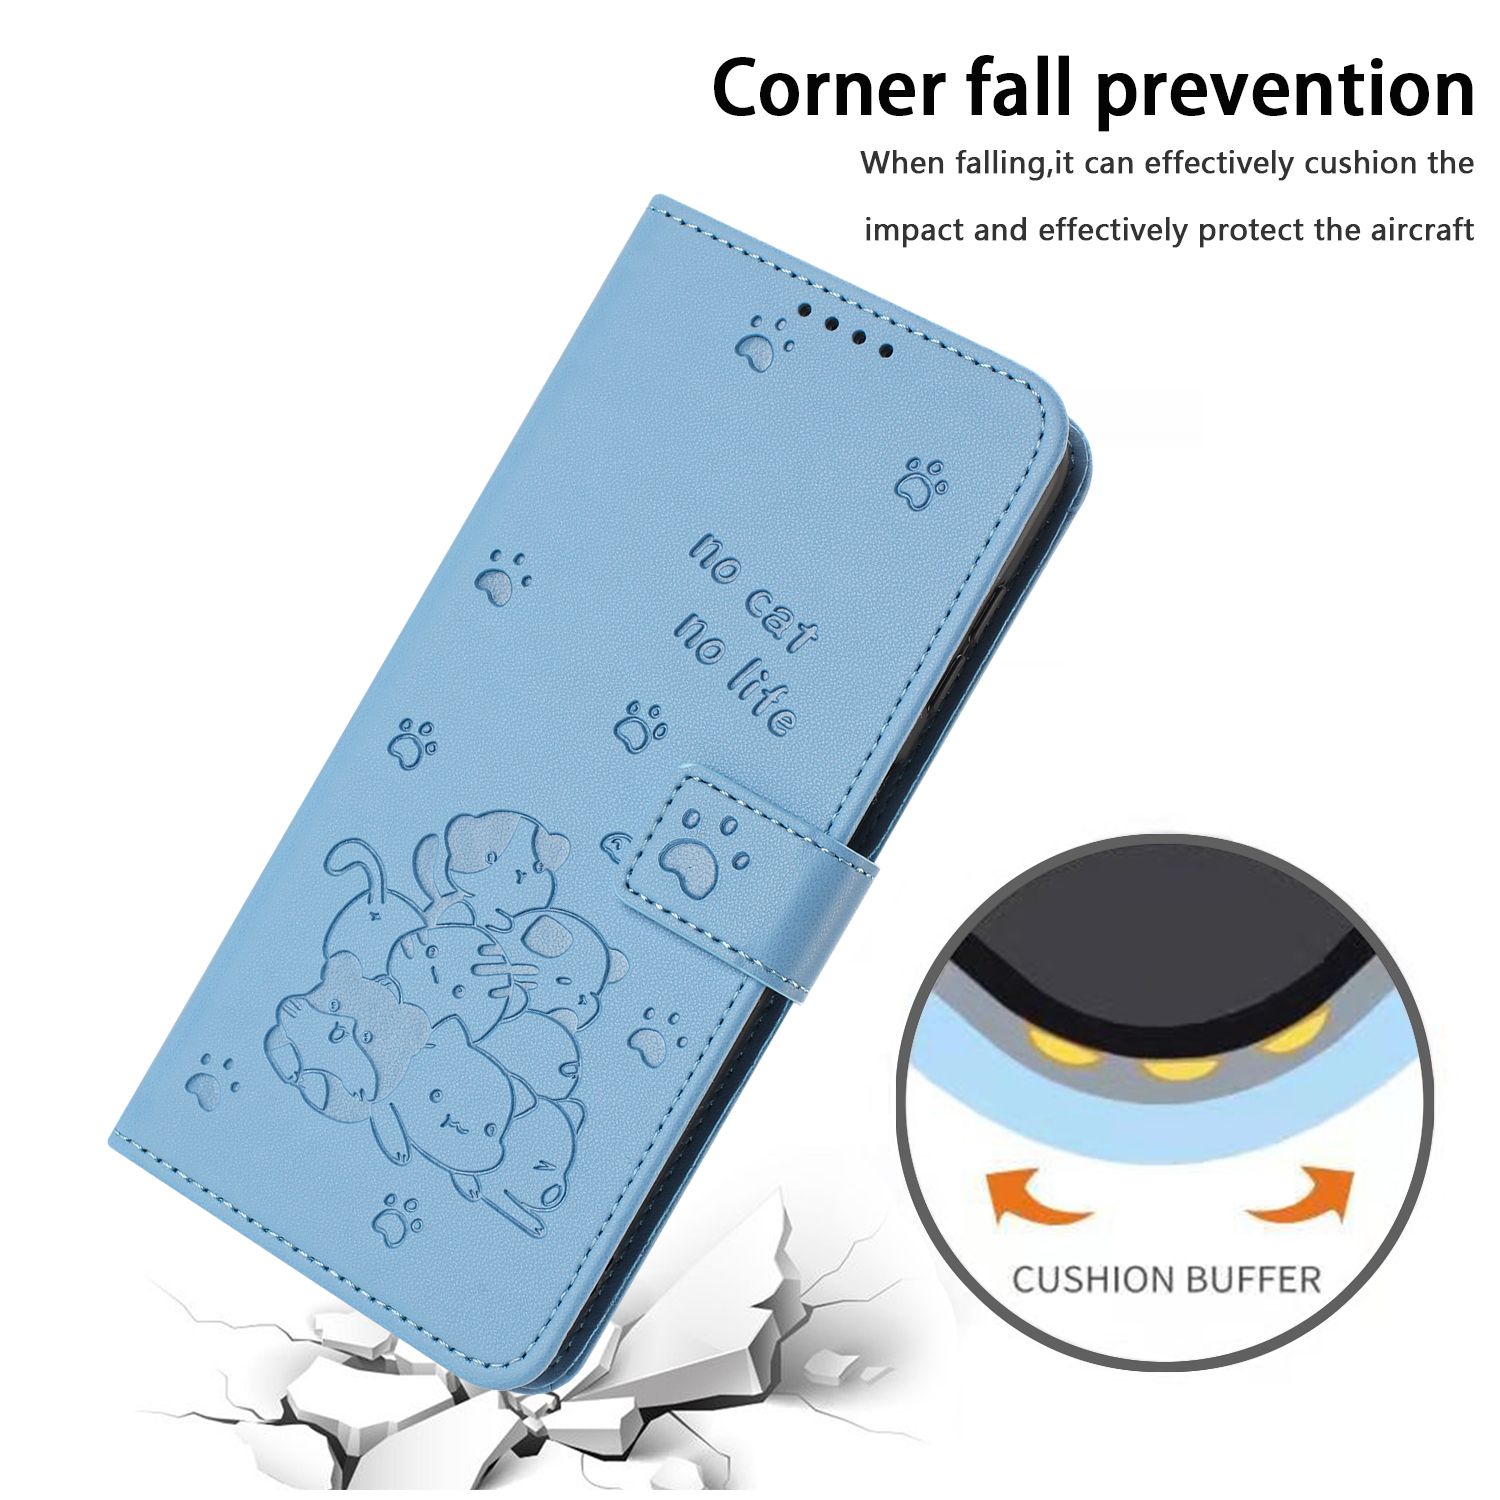 Corner fall prevention
When falling,it can effectively cushion the
impact and effectively protect the aircraft
no cat
no life
CUSHION BUFFER